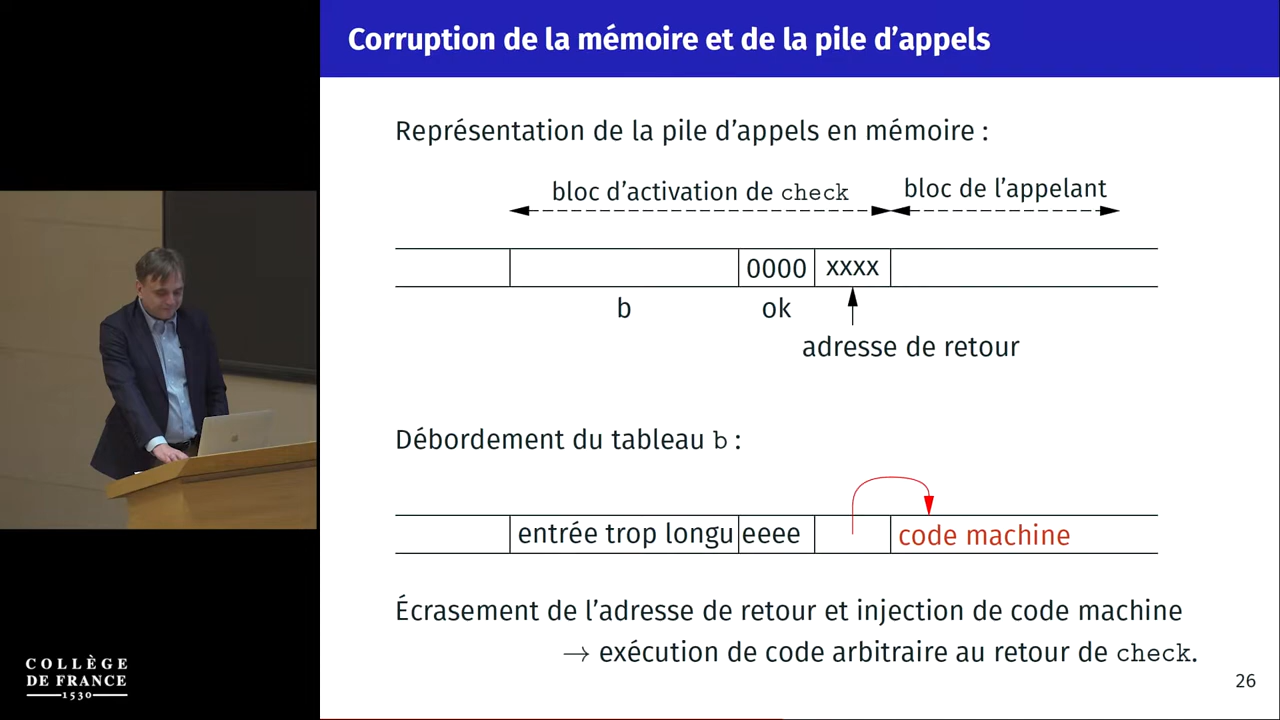 Corruption de la mémoire et de la pile d’appels
Représentation de la pile d’appels en mémoire :
bloc d’activation de check
bloc de l’appelant
0000
xxxx
b
ok
adresse de retour
Débordement du tableau b :
entrée trop longu
eeee
code machine
Écrasement de l’adresse de retour et injection de code machine
→ exécution de code arbitraire au retour de check.
26
COLLÈGE
DE FRANCE
1530